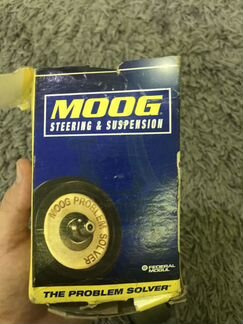 MOOG
STEERING & SUSPENSION
MOOG PROBLEM
SOLVER
FEDERAL
MOGUL
THE PROBLEM SOLVER®